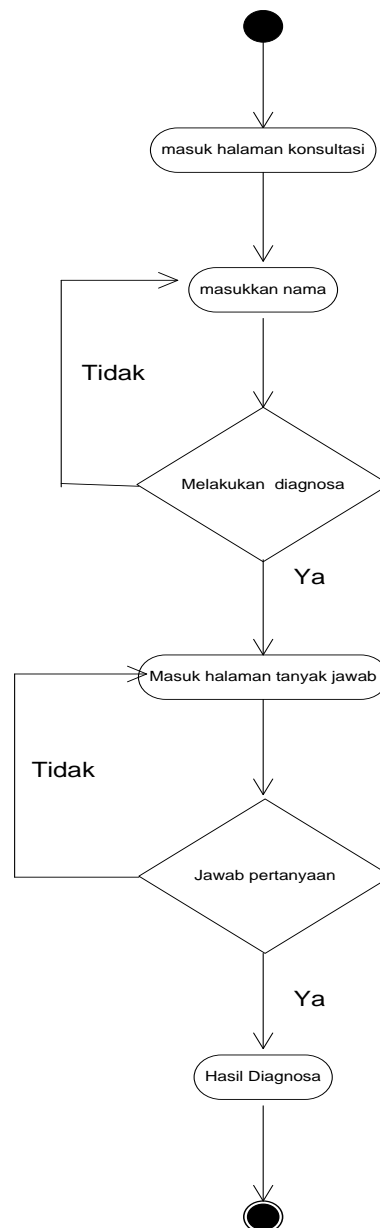 masuk halaman konsultasi
masukkan nama
Tidak
Melakukan diagnosa
Ya
Masuk halaman tanyak jawab
Tidak
Jawab pertanyaan
Ya
Hasil Diagnosa